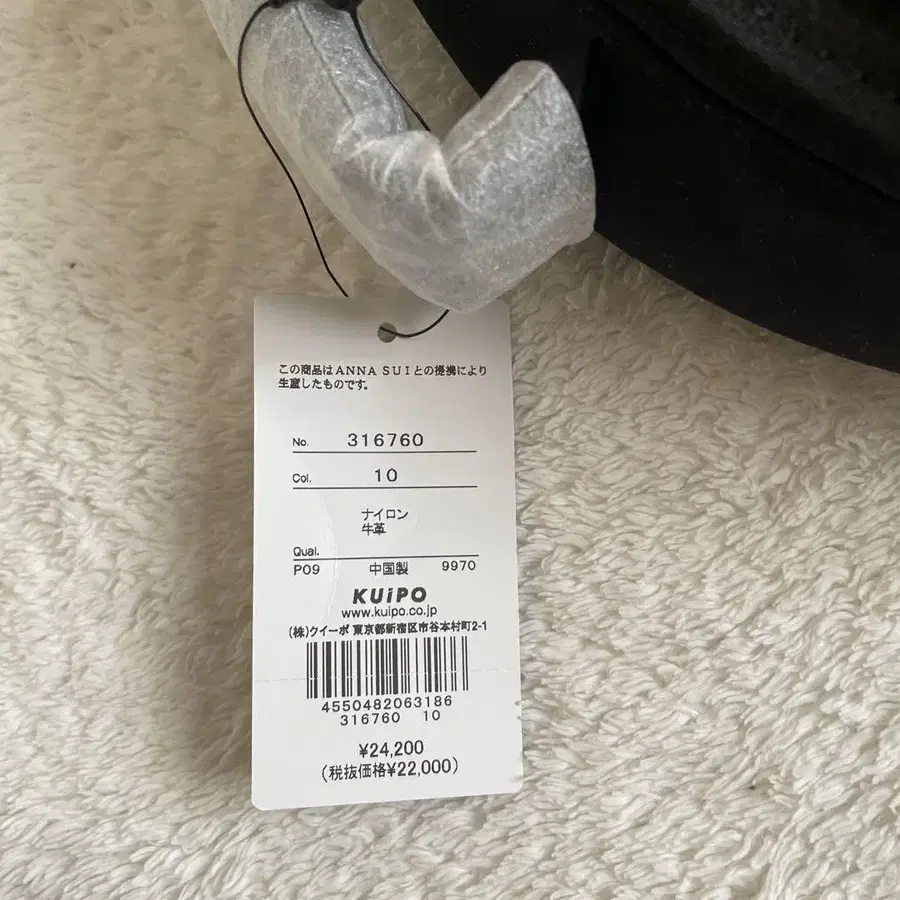 この商品はANNA SUIとの提携により
生産したものです。
No. 316760
Col. 10
ナイロン
牛革
Qual.
P09 中国製 9970
KUiPO
www.kuipo.co.jp
(株)クイーポ 東京都新宿区市谷本村町2-1
4550482063186
316760 10
¥24,200
(税抜価格¥22,000)